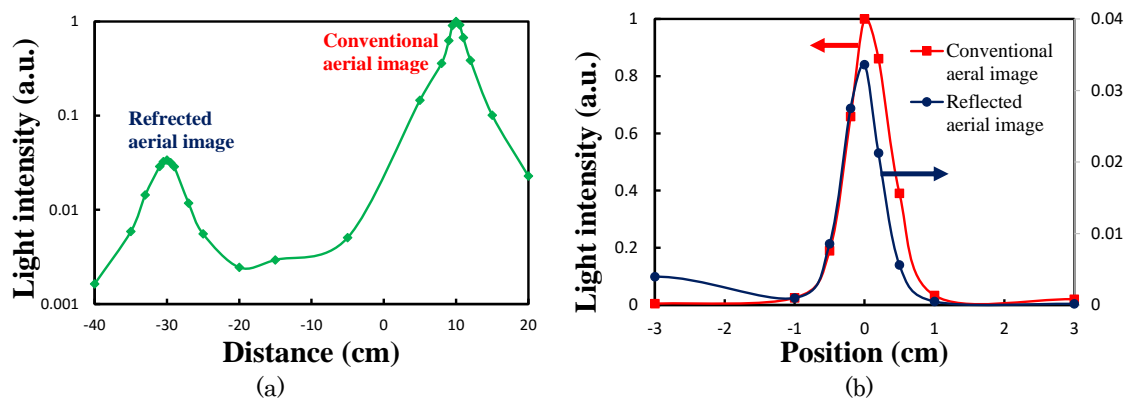 Light intensity (a.u.)
1
0.1
0.01
0.001
-40 -30 -20 -10 0 10 20
Distance (cm)
Refrected
aerial image
Conventional
aerial image
(a)
Light intensity (a.u.)
1
0.8
0.6
0.4
0.2
0
0.04
0.03
0.02
0.01
0
-3 -2 -1 0 1 2 3
Position (cm)
Conventional
aeral image
Reflected
aerial image
(b)